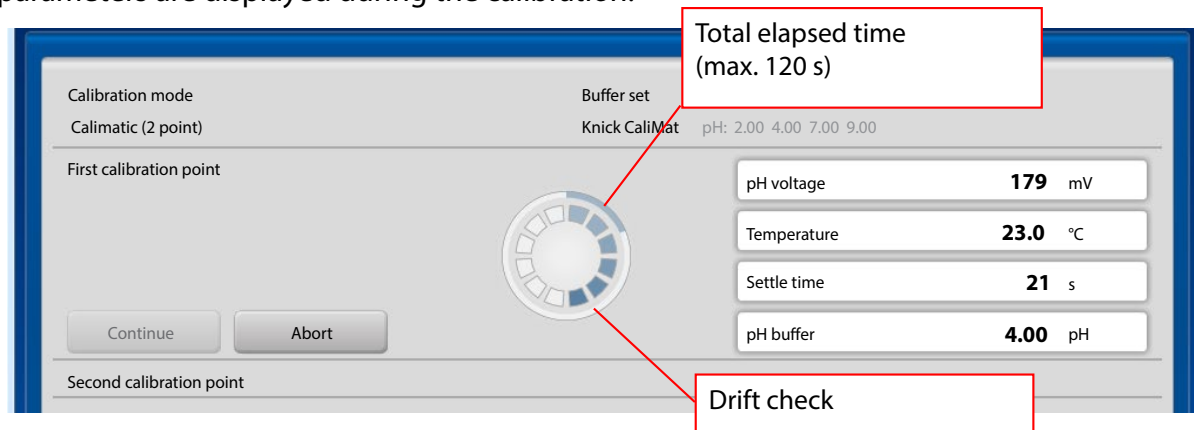 parameters are displayed during the calibration.
Total elapsed time
(max. 120 s)
Calibration mode
Buffer set
Calimatic (2 point)
Knick CaliMat pH: 2.00 4.00 7.00 9.00
First calibration point
pH voltage 179 mV
Temperature 23.0 °C
Settle time 21 s
pH buffer 4.00 pH
Continue
Abort
Second calibration point
Drift check